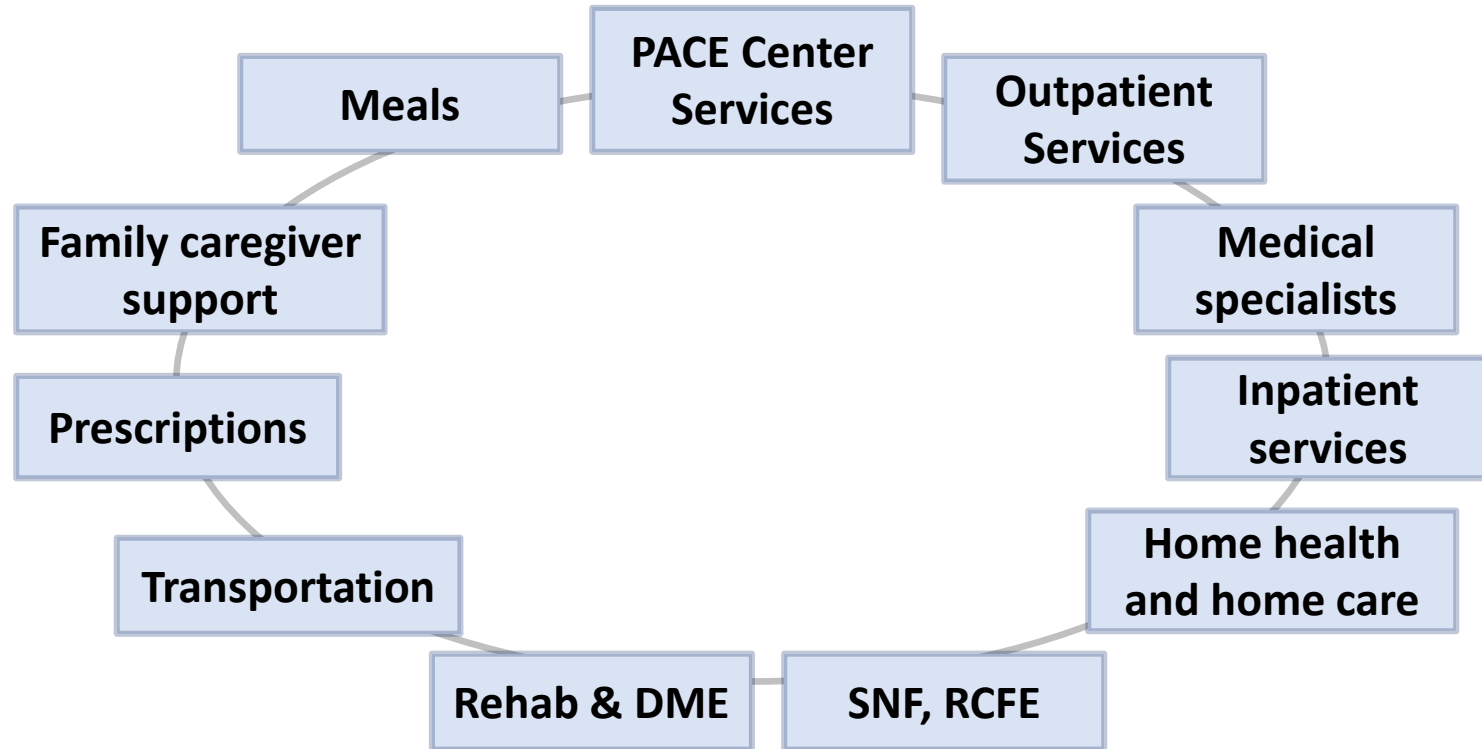 PACE Center
Services
Outpatient
Services
Medical
specialists
Inpatient
services
Home health
and home care
SNF, RCFE
Rehab & DME
Transportation
Prescriptions
Family caregiver
support
Meals